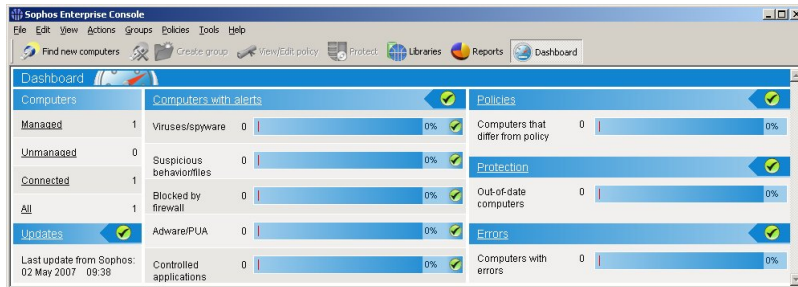 Sophos Enterprise Console
File Edit View Actions Groups Policies Tools Help
Find new computers Create group View/Edit policy Protect Libraries Reports Dashboard
Dashboard
Computers
Managed 1
Unmanaged 0
Connected 1
All 1
Updates
Last update from Sophos:
02 May 2007 09:38
Computers with alerts
Viruses/spyware 0 0%
Suspicious
behavior/files 0 0%
Blocked by
firewall 0 0%
Adware/PUA 0 0%
Controlled
applications 0 0%
Policies
Computers that
differ from policy 0 0%
Protection
Out-of-date
computers 0 0%
Errors
Computers with
errors 0 0%